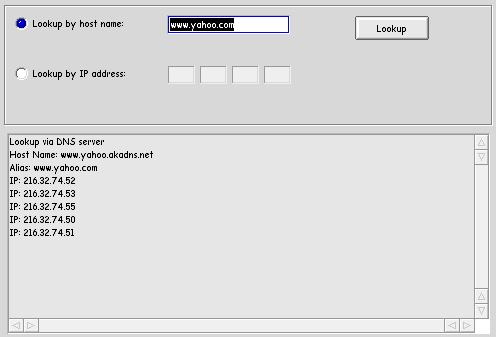 Lookup by host name:
www.yahoo.com
Lookup
Lookup by IP address:
Lookup via DNS server
Host Name: www.yahoo.akadns.net
Alias: www.yahoo.com
IP: 216.32.74.52
IP: 216.32.74.53
IP: 216.32.74.55
IP: 216.32.74.50
IP: 216.32.74.51